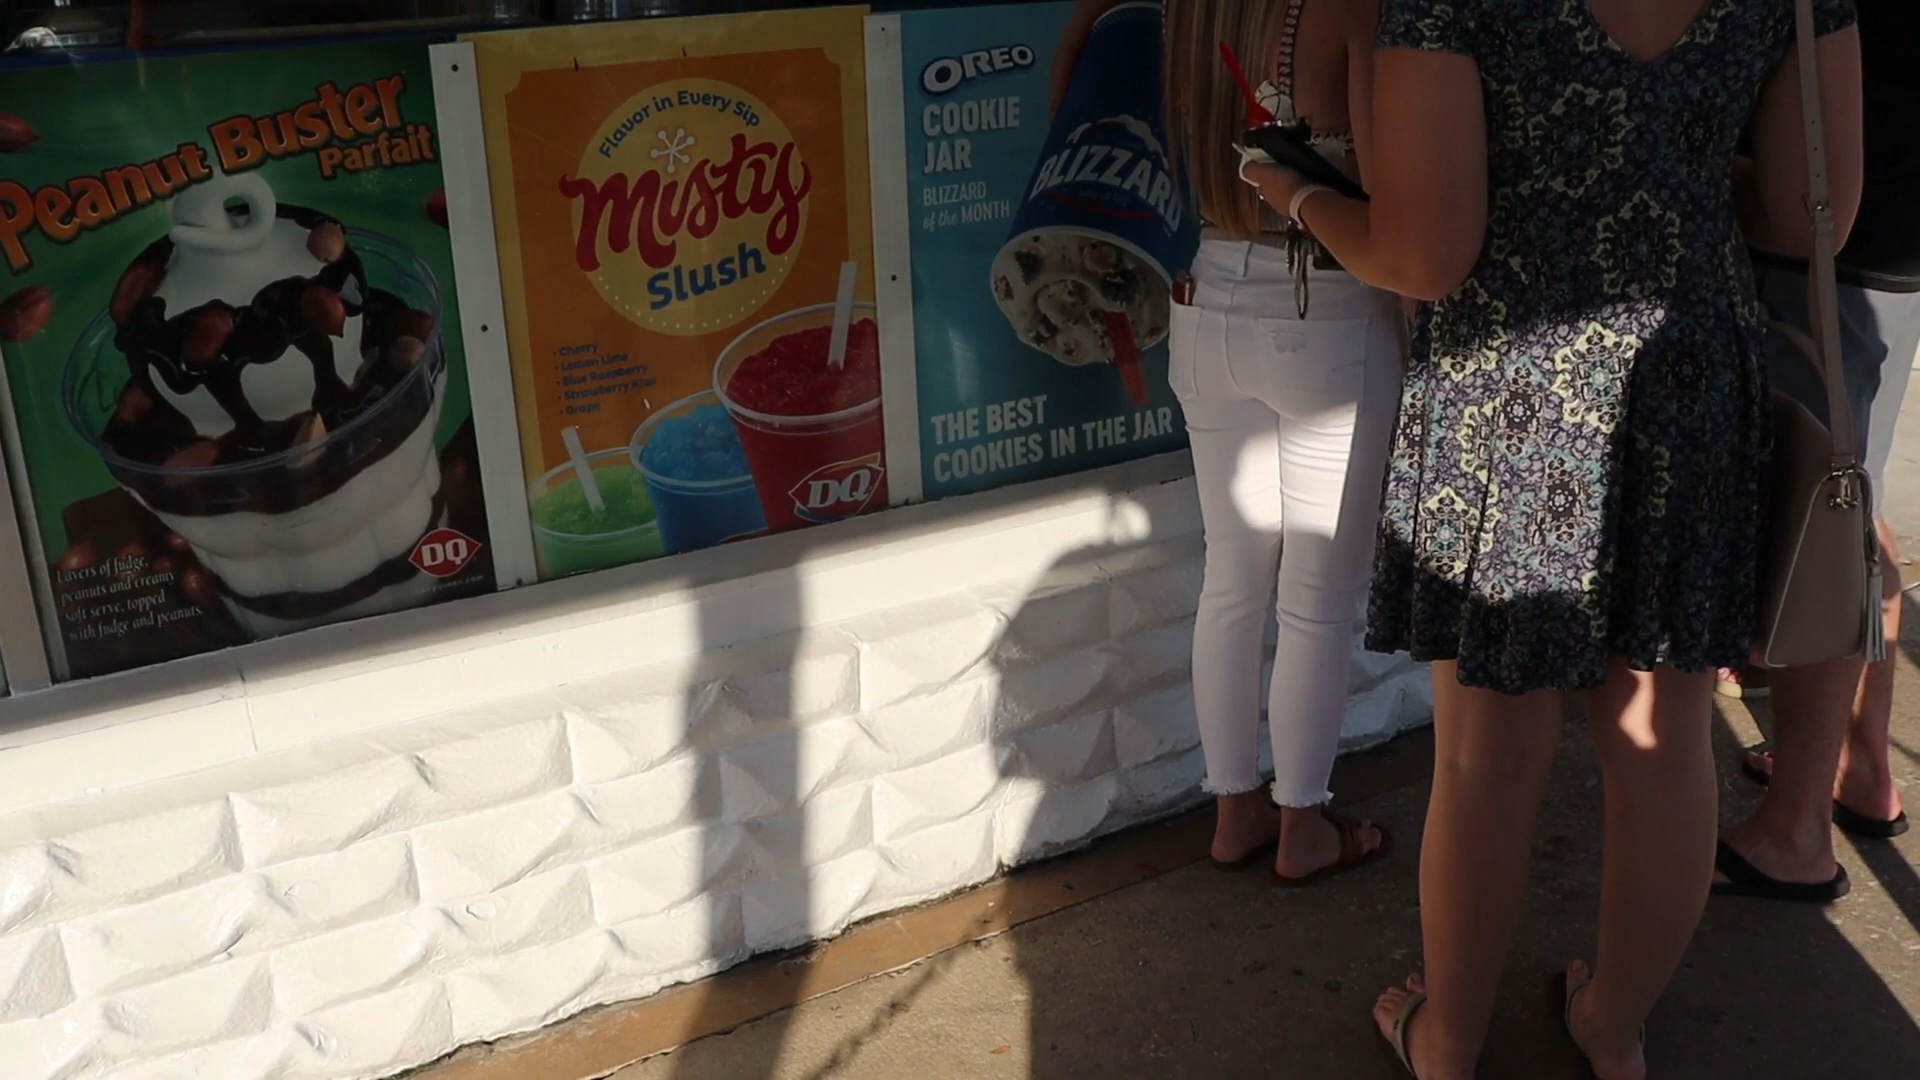 Peanut Buster
Parfait
Layers of fudge,
peanuts and creamy
soft serve, topped
with fudge and peanuts.
DQ
Flavor in Every Sip
Misty
Slush
• Cherry
• Lemon Lime
• Blue Raspberry
• Strawberry Kiwi
• Grape
DQ
OREO
COOKIE
JAR
BLIZZARD
of the MONTH
BLIZZARD
THE BEST
COOKIES IN THE JAR